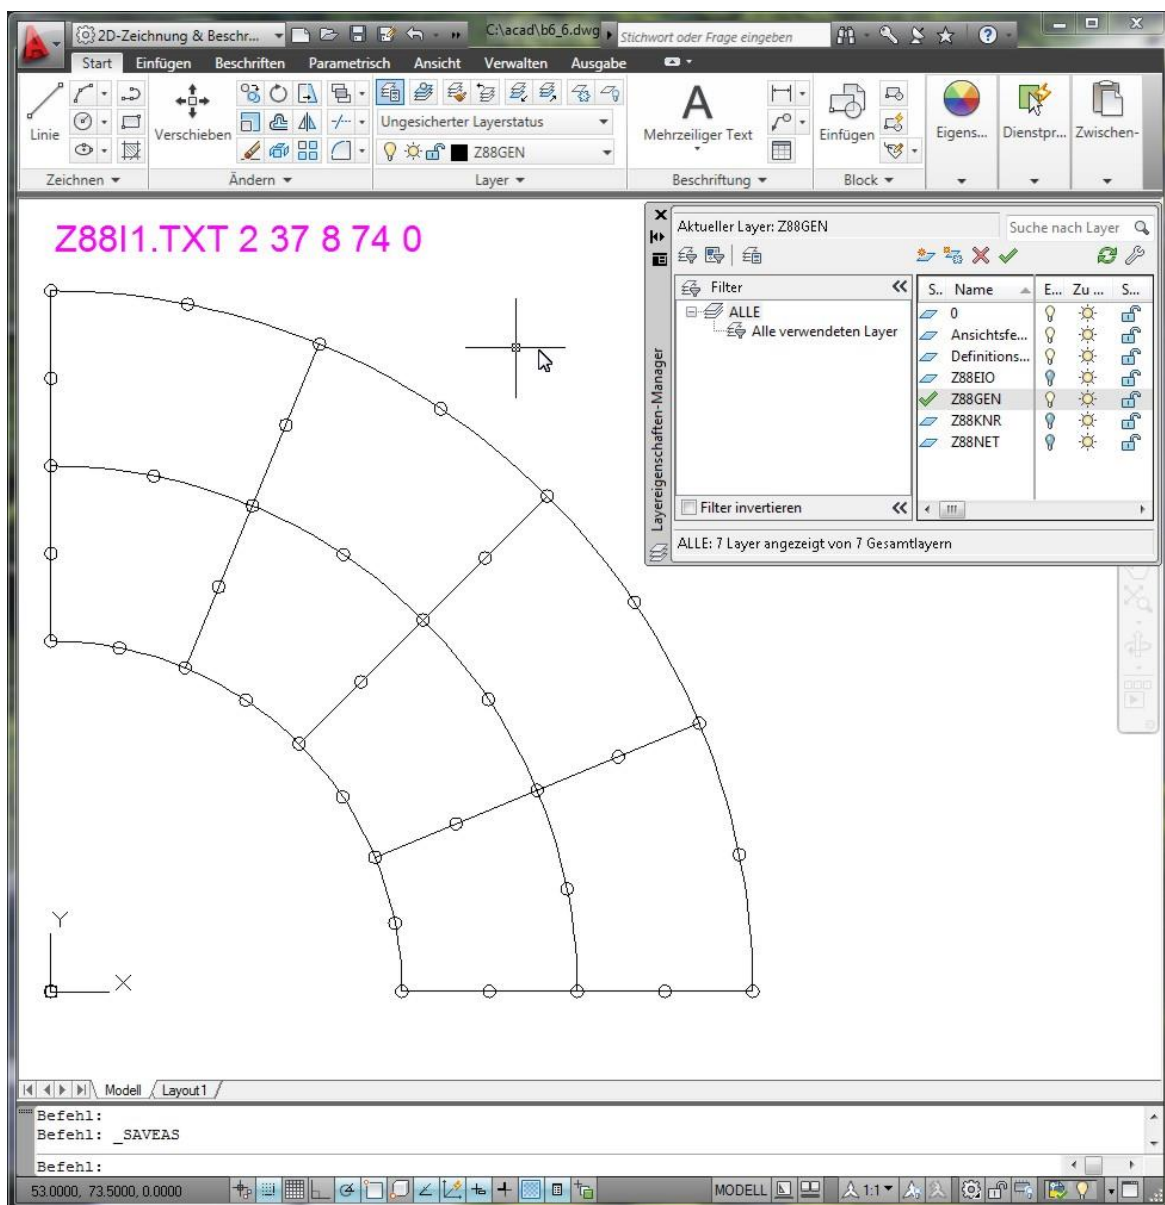 2D-Zeichnung & Beschr... C:\acad\b6_6.dwg Stichwort oder Frage eingeben
Start Einfügen Beschriften Parametrisch Ansicht Verwalten Ausgabe
Linie Verschieben Ungesicherter Layerstatus Z88GEN Mehrzeiliger Text Einfügen Eigens... Dienstpr... Zwischen-
Zeichnen Ändern Layer Beschriftung Block
Z88I1.TXT 2 37 8 74 0
Aktueller Layer: Z88GEN Suche nach Layer
Filter S.. Name E... Zu ... S...
ALLE
Alle verwendeten Layer
0
Ansichtsfe...
Definitions...
Z88EIO
Z88GEN
Z88KNR
Z88NET
Filter invertieren
ALLE: 7 Layer angezeigt von 7 Gesamtlayern
Layereigenschaften-Manager
Y
X
Modell Layout1
Befehl:
Befehl: _SAVEAS
Befehl:
53.0000, 73.5000, 0.0000 MODELL 1:1